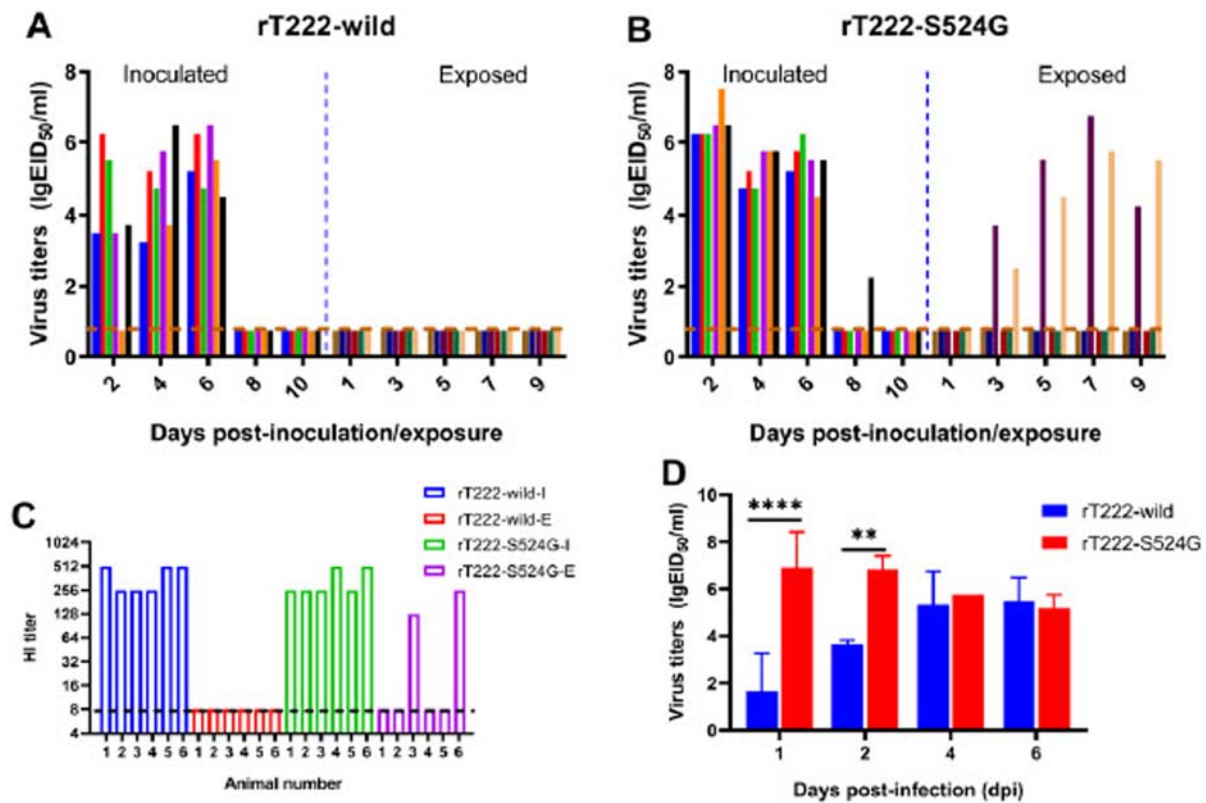 A
rT222-wild
Virus titers (lgEID50/ml)
8
6
4
2
0
Inoculated
Exposed
2 4 6 8 10 1 3 5 7 9
Days post-inoculation/exposure
B
rT222-S524G
Virus titers (lgEID50/ml)
8
6
4
2
0
Inoculated
Exposed
2 4 6 8 10 1 3 5 7 9
Days post-inoculation/exposure
C
rT222-wild-I
rT222-wild-E
rT222-S524G-I
rT222-S524G-E
HI titer
1024
512
256
128
64
32
16
8
4
1 2 3 4 5 6 1 2 3 4 5 6 1 2 3 4 5 6 1 2 3 4 5 6
Animal number
D
Virus titers (lgEID50/ml)
10
8
6
4
2
0
****
**
rT222-wild
rT222-S524G
1 2 4 6
Days post-infection (dpi)